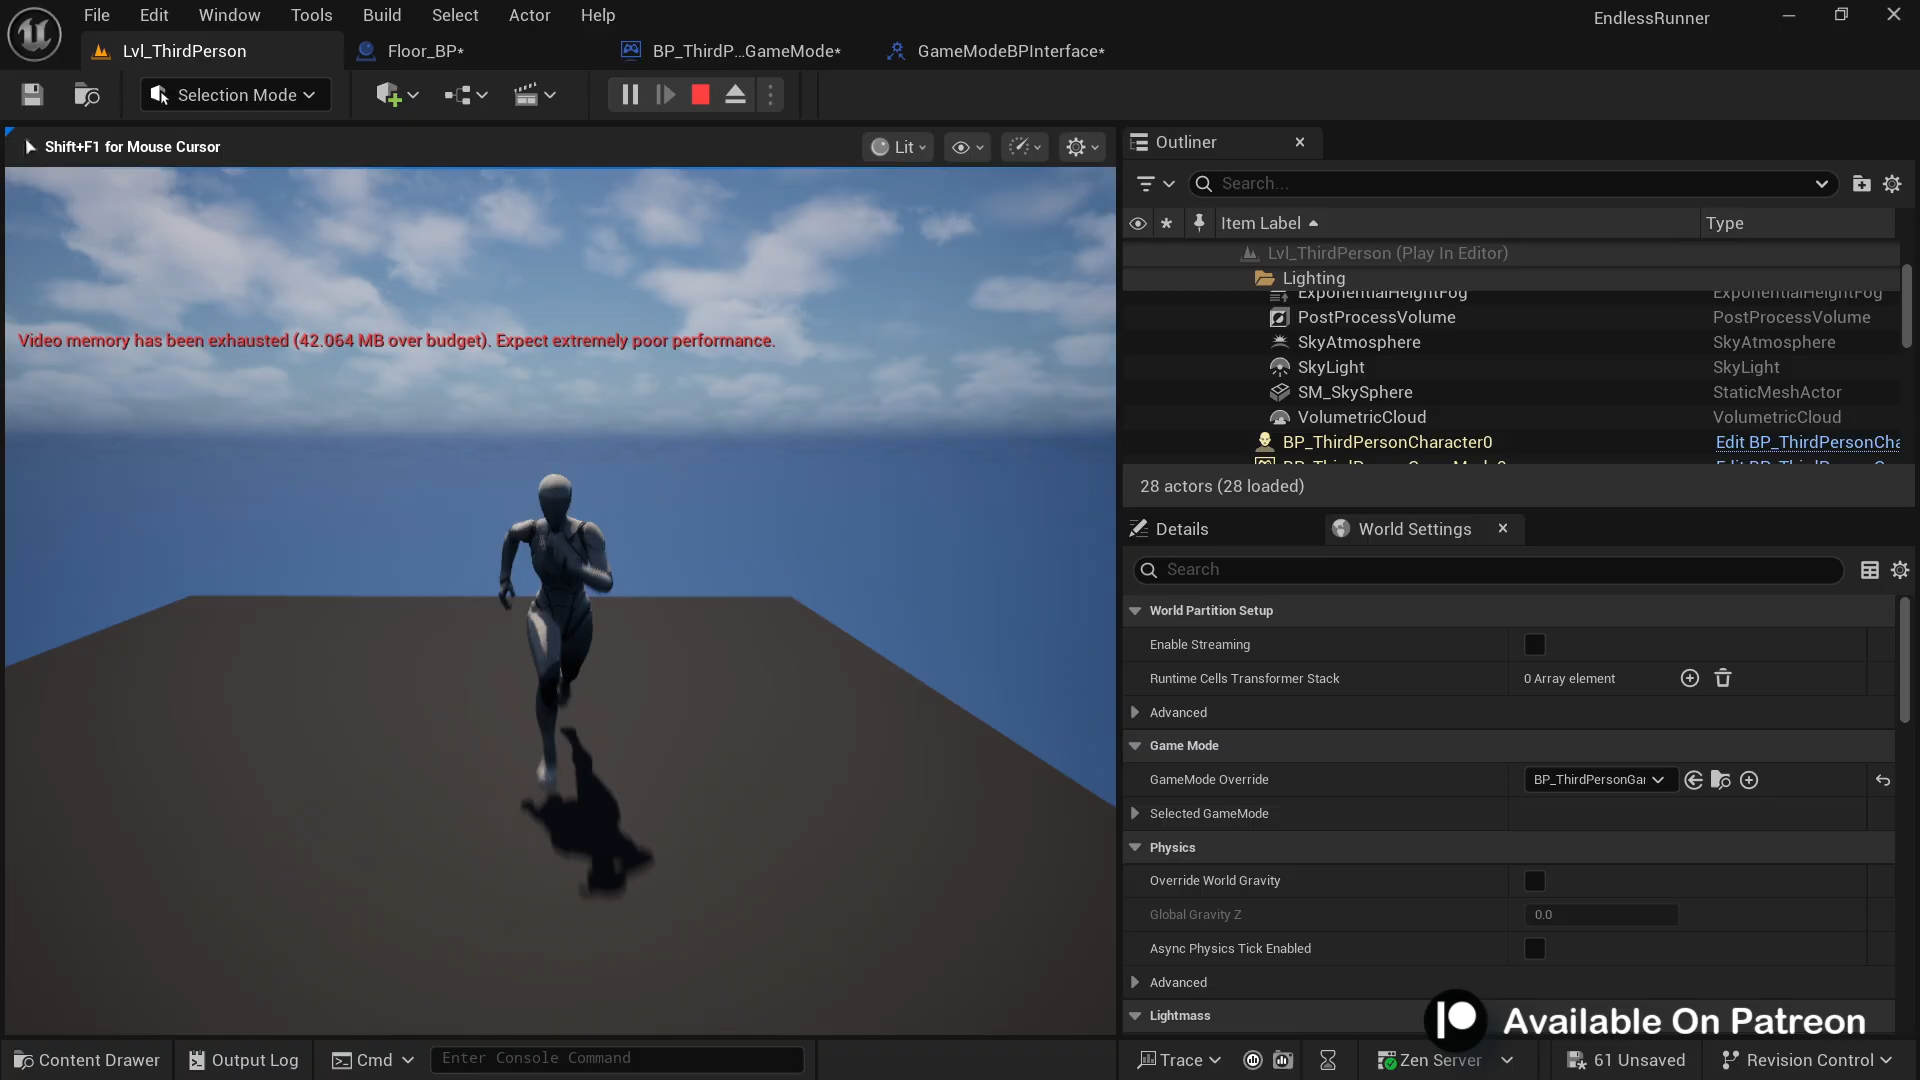 File Edit Window Tools Build Select Actor Help
EndlessRunner
Lvl_ThirdPerson
Floor_BP*
BP_ThirdP...GameMode*
GameModeBPInterface*
Selection Mode
Shift+F1 for Mouse Cursor
Lit
Video memory has been exhausted (42.064 MB over budget). Expect extremely poor performance.
Outliner
Search...
Item Label
Type
Lvl_ThirdPerson (Play In Editor)
Lighting
ExponentialHeightFog ExponentialHeightFog
PostProcessVolume PostProcessVolume
SkyAtmosphere SkyAtmosphere
SkyLight SkyLight
SM_SkySphere StaticMeshActor
VolumetricCloud VolumetricCloud
BP_ThirdPersonCharacter0 Edit BP_ThirdPersonCha
28 actors (28 loaded)
Details
World Settings
Search
World Partition Setup
Enable Streaming
Runtime Cells Transformer Stack 0 Array element
Advanced
Game Mode
GameMode Override BP_ThirdPersonGa
Selected GameMode
Physics
Override World Gravity
Global Gravity Z 0.0
Async Physics Tick Enabled
Advanced
Lightmass
Available On Patreon
Content Drawer
Output Log
Cmd
Enter Console Command
Trace
Zen Server
61 Unsaved
Revision Control